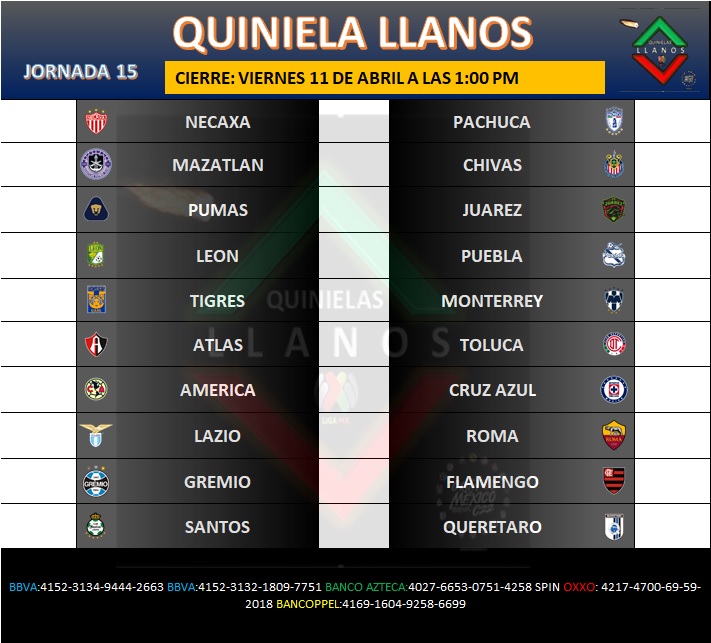 QUINIELA LLANOS
JORNADA 15
CIERRE: VIERNES 11 DE ABRIL A LAS 1:00 PM
QUINIELAS
LLANOS
NECAXA PACHUCA
MAZATLAN CHIVAS
PUMAS JUAREZ
LEON PUEBLA
TIGRES MONTERREY
QUINIELAS
LLANOS
ATLAS TOLUCA
AMERICA CRUZ AZUL
LIGA MX
LAZIO ROMA
GREMIO FLAMENGO
MÉXICO
SANTOS QUERETARO
BBVA:4152-3134-9444-2663 BBVA:4152-3132-1809-7751 BANCO AZTECA:4027-6653-0751-4258 SPIN OXXO: 4217-4700-69-59-
2018 BANCOPPEL:4169-1604-9258-6699